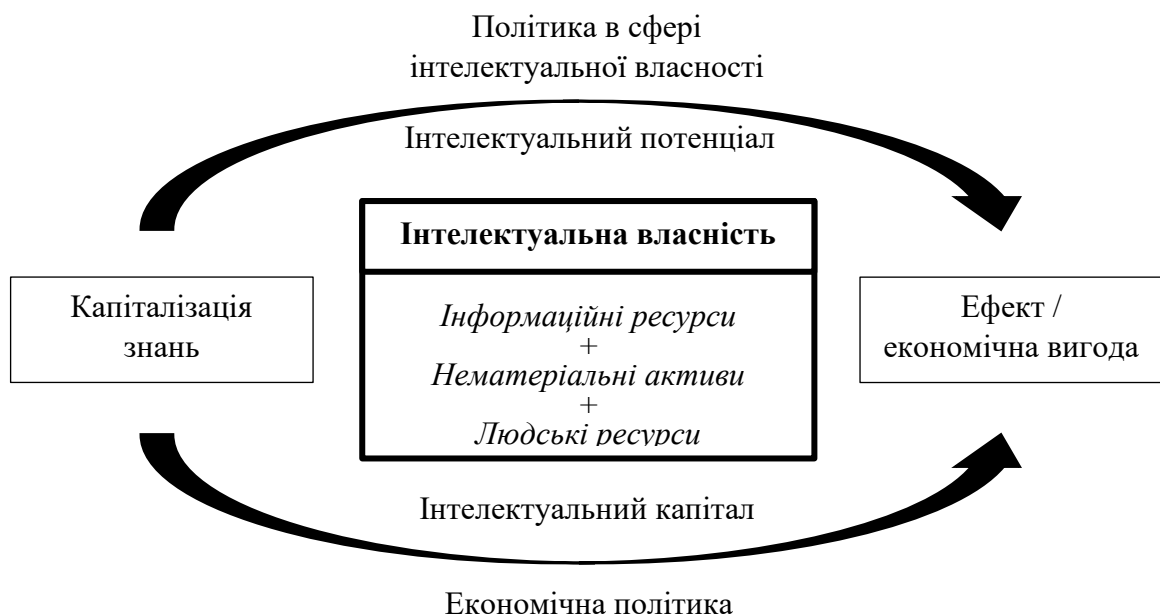 Політика в сфері
інтелектуальної власності
Інтелектуальний потенціал
Інтелектуальна власність
Капіталізація
знань
Інформаційні ресурси
+
Нематеріальні активи
+
Людські ресурси
Ефект /
економічна вигода
Інтелектуальний капітал
Економічна політика